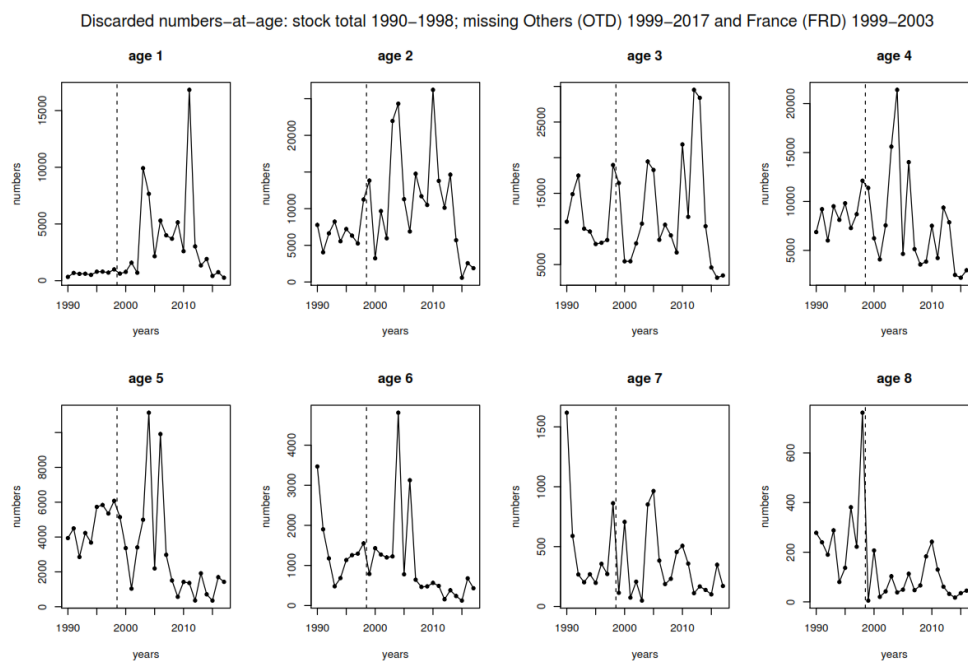 Discarded numbers–at–age: stock total 1990–1998; missing Others (OTD) 1999–2017 and France (FRD) 1999–2003
age 1
numbers
0
5000
10000
15000
1990
2000
2010
years
age 2
numbers
0
5000
10000
15000
20000
1990
2000
2010
years
age 3
numbers
5000
15000
25000
1990
2000
2010
years
age 4
numbers
5000
10000
15000
20000
1990
2000
2010
years
age 5
numbers
0
2000
4000
6000
8000
1990
2000
2010
years
age 6
numbers
0
1000
2000
3000
4000
1990
2000
2010
years
age 7
numbers
0
500
1000
1500
1990
2000
2010
years
age 8
numbers
0
200
400
600
1990
2000
2010
years